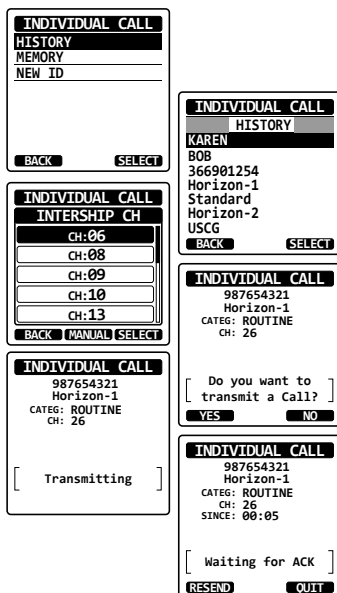 INDIVIDUAL CALL
HISTORY
MEMORY
NEW ID
BACK SELECT
INDIVIDUAL CALL
HISTORY
KAREN
BOB
366901254
Horizon-1
Standard
Horizon-2
USCG
BACK SELECT
INDIVIDUAL CALL
INTERSHIP CH
CH:06
CH:08
CH:09
CH:10
CH:13
BACK MANUAL SELECT
INDIVIDUAL CALL
987654321
Horizon-1
CATEG: ROUTINE
CH: 26
Do you want to
transmit a Call?
YES NO
INDIVIDUAL CALL
987654321
Horizon-1
CATEG: ROUTINE
CH: 26
Transmitting
INDIVIDUAL CALL
987654321
Horizon-1
CATEG: ROUTINE
CH: 26
SINCE: 00:05
Waiting for ACK
RESEND QUIT